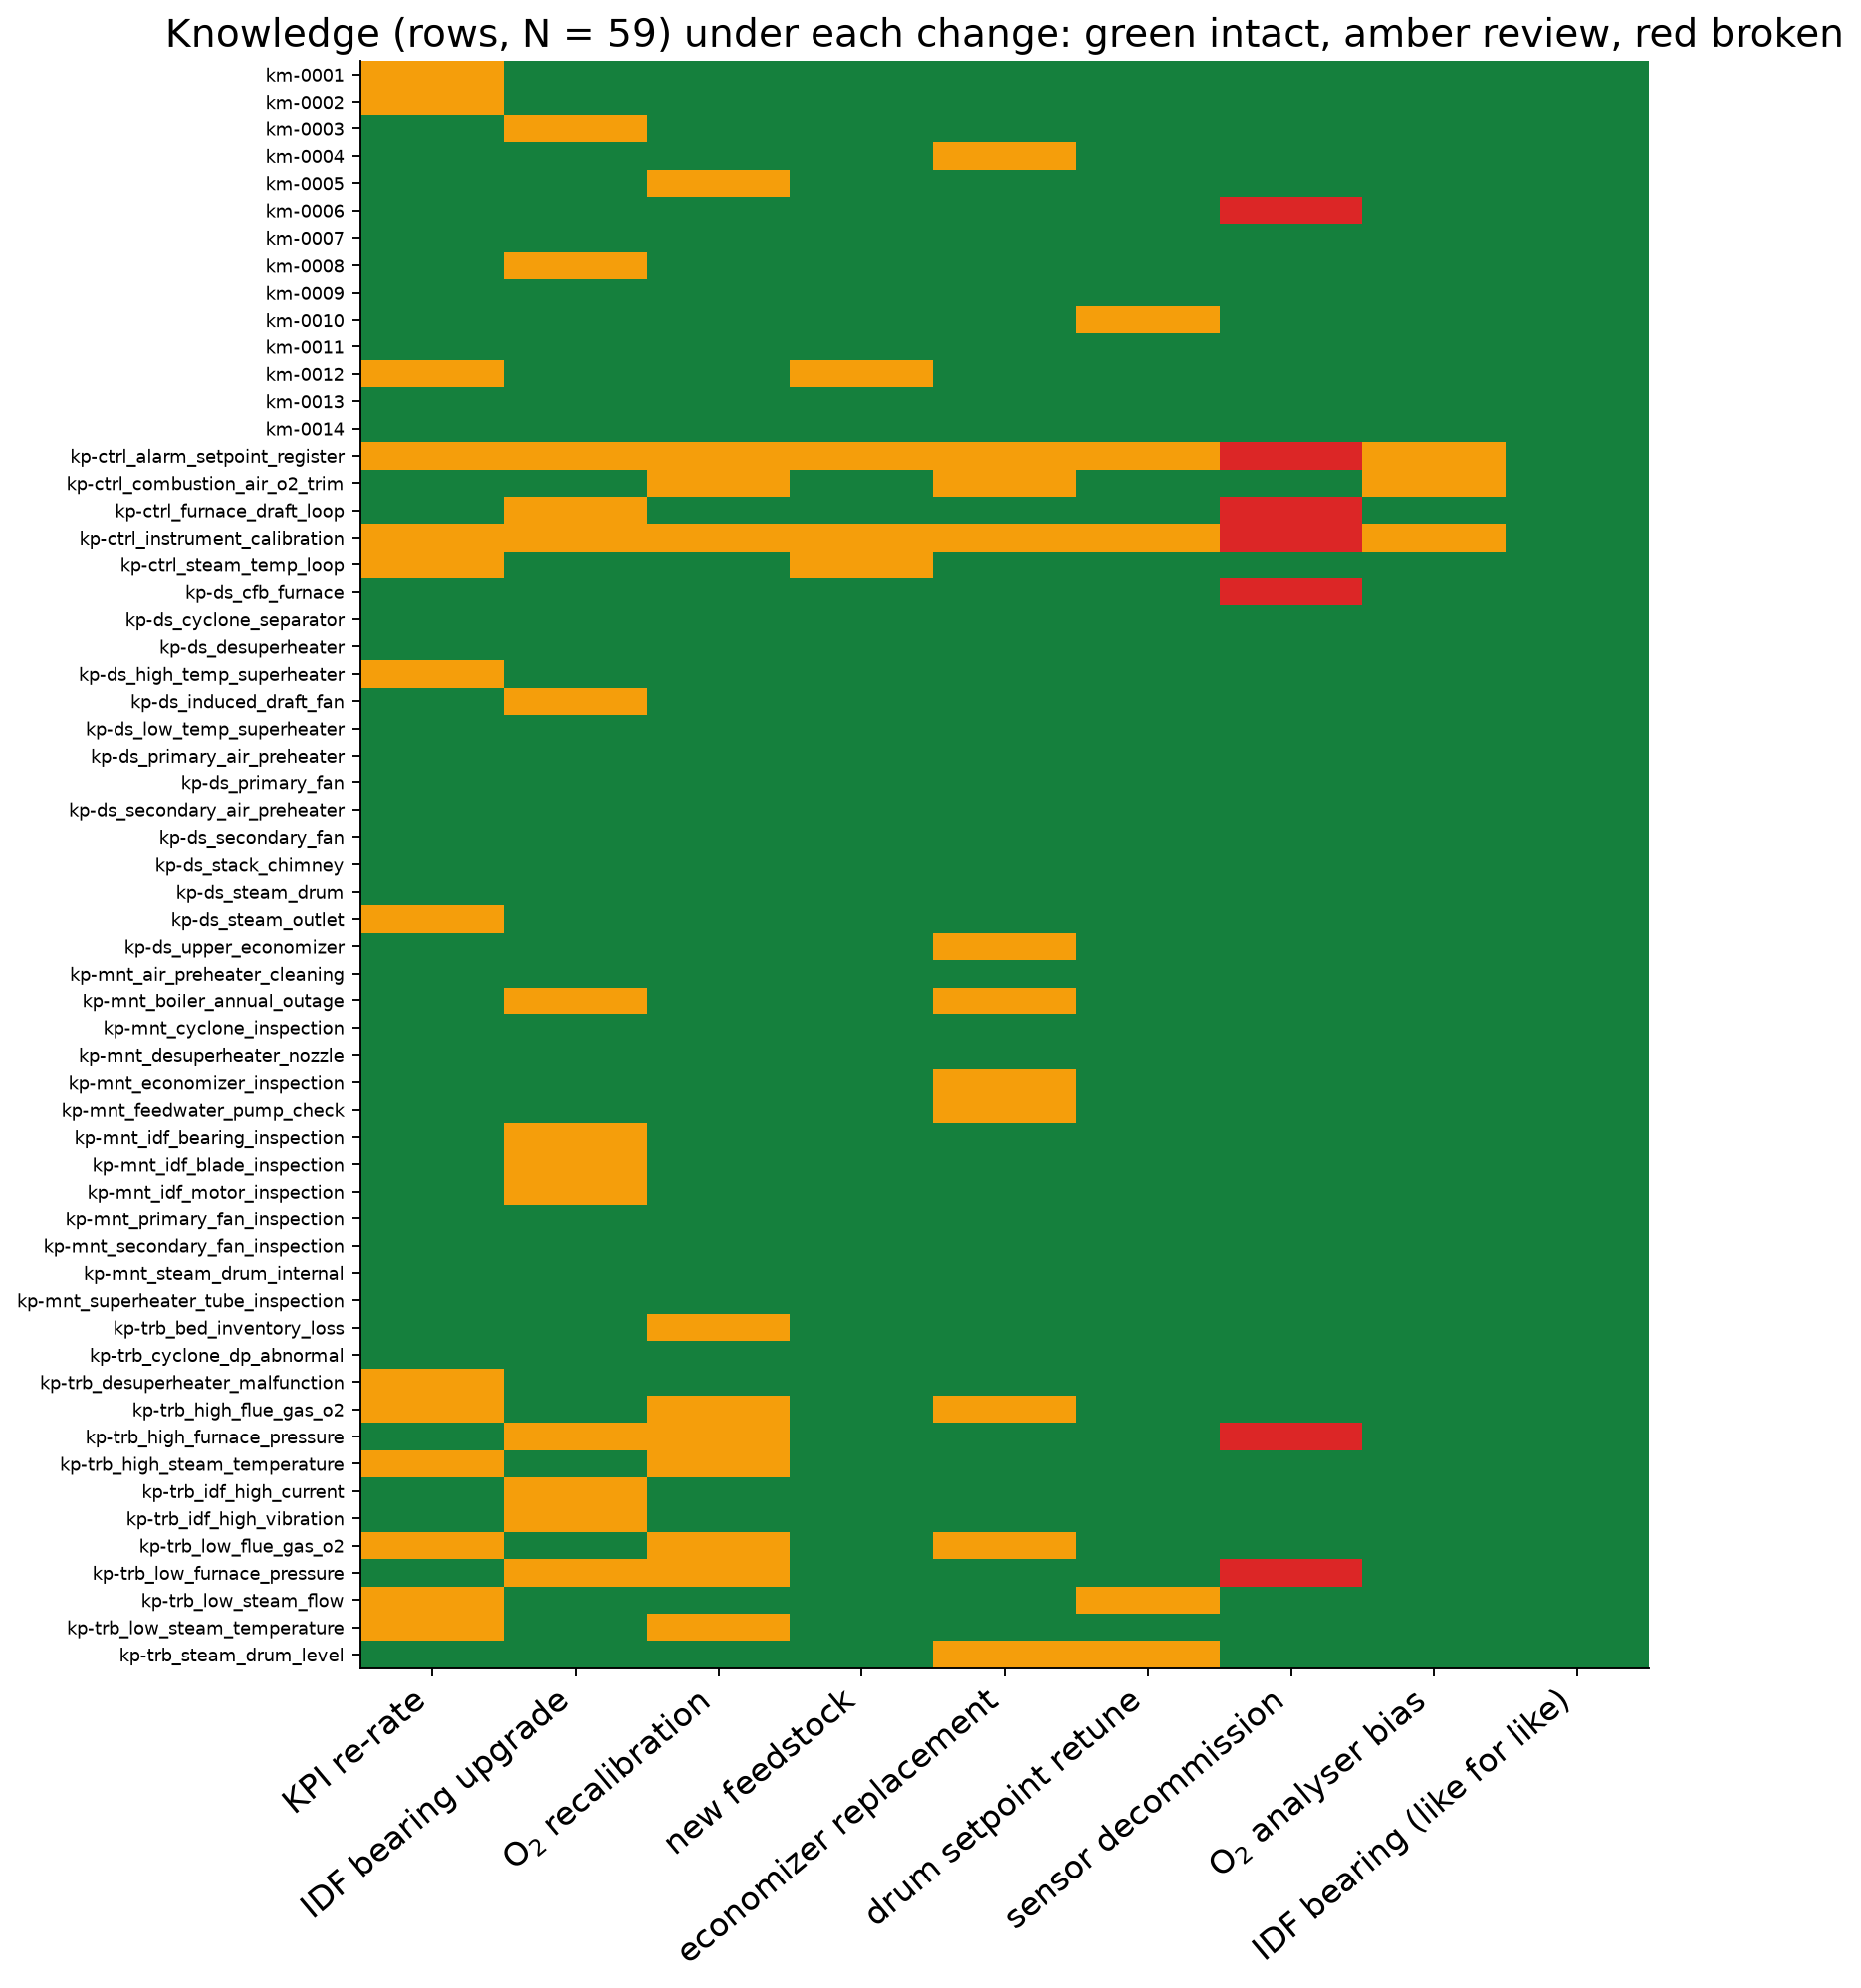 Knowledge (rows, N = 59) under each change: green intact, amber review, red broken
km-0001
km-0002
km-0003
km-0004
km-0005
km-0006
km-0007
km-0008
km-0009
km-0010
km-0011
km-0012
km-0013
km-0014
kp-ctrl_alarm_setpoint_register
kp-ctrl_combustion_air_o2_trim
kp-ctrl_furnace_draft_loop
kp-ctrl_instrument_calibration
kp-ctrl_steam_temp_loop
kp-ds_cfb_furnace
kp-ds_cyclone_separator
kp-ds_desuperheater
kp-ds_high_temp_superheater
kp-ds_induced_draft_fan
kp-ds_low_temp_superheater
kp-ds_primary_air_preheater
kp-ds_primary_fan
kp-ds_secondary_air_preheater
kp-ds_secondary_fan
kp-ds_stack_chimney
kp-ds_steam_drum
kp-ds_steam_outlet
kp-ds_upper_economizer
kp-mnt_air_preheater_cleaning
kp-mnt_boiler_annual_outage
kp-mnt_cyclone_inspection
kp-mnt_desuperheater_nozzle
kp-mnt_economizer_inspection
kp-mnt_feedwater_pump_check
kp-mnt_idf_bearing_inspection
kp-mnt_idf_blade_inspection
kp-mnt_idf_motor_inspection
kp-mnt_primary_fan_inspection
kp-mnt_secondary_fan_inspection
kp-mnt_steam_drum_internal
kp-mnt_superheater_tube_inspection
kp-trb_bed_inventory_loss
kp-trb_cyclone_dp_abnormal
kp-trb_desuperheater_malfunction
kp-trb_high_flue_gas_o2
kp-trb_high_furnace_pressure
kp-trb_high_steam_temperature
kp-trb_idf_high_current
kp-trb_idf_high_vibration
kp-trb_low_flue_gas_o2
kp-trb_low_furnace_pressure
kp-trb_low_steam_flow
kp-trb_low_steam_temperature
kp-trb_steam_drum_level
KPI re-rate
IDF bearing upgrade
O₂ recalibration
new feedstock
economizer replacement
drum setpoint retune
sensor decommission
O₂ analyser bias
IDF bearing (like for like)